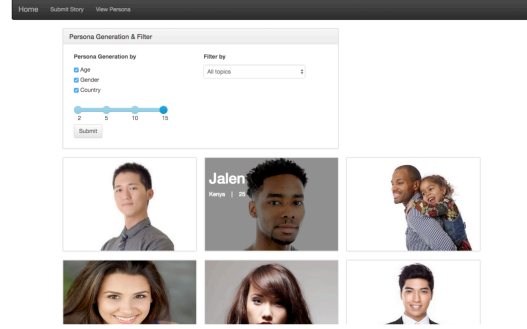 Home Submit Story View Persona
Persona Generation & Filter
Persona Generation by Filter by
Age All topics
Gender
Country
2 5 10 15
Submit
Jalen
Kenya | 25